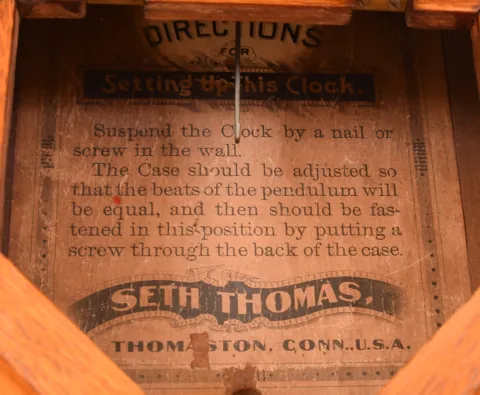 DIRECTIONS
FOR
Setting Up This Clock.
Suspend the Clock by a nail or
screw in the wall.
The Case should be adjusted so
that the beats of the pendulum will
be equal, and then should be fas-
tened in this position by putting a
screw through the back of the case.
SETH THOMAS,
THOMASTON, CONN., U.S.A.